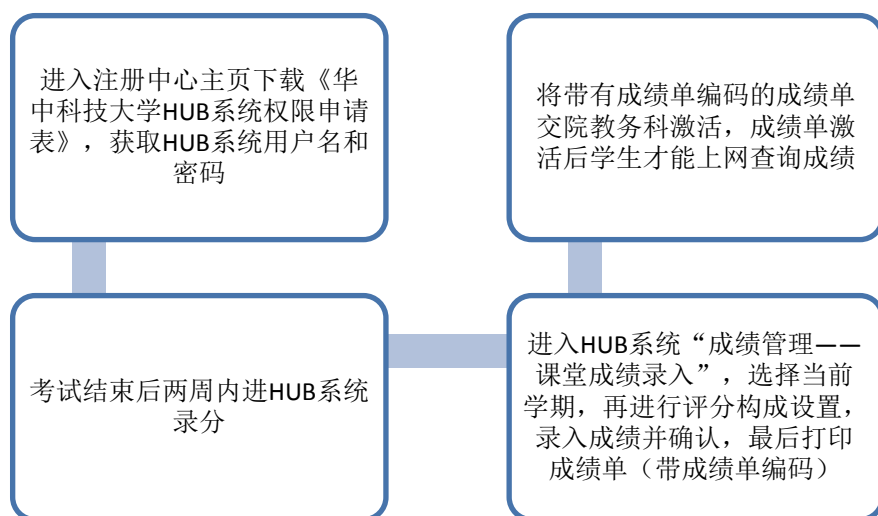 进入注册中心主页下载《华
中科技大学HUB系统权限申请
表》，获取HUB系统用户名和
密码
考试结束后两周内进HUB系统
录分
进入HUB系统“成绩管理——
课堂成绩录入”，选择当前
学期，再进行评分构成设置，
录入成绩并确认，最后打印
成绩单（带成绩单编码）
将带有成绩单编码的成绩单
交院教务科激活，成绩单激
活后学生才能上网查询成绩